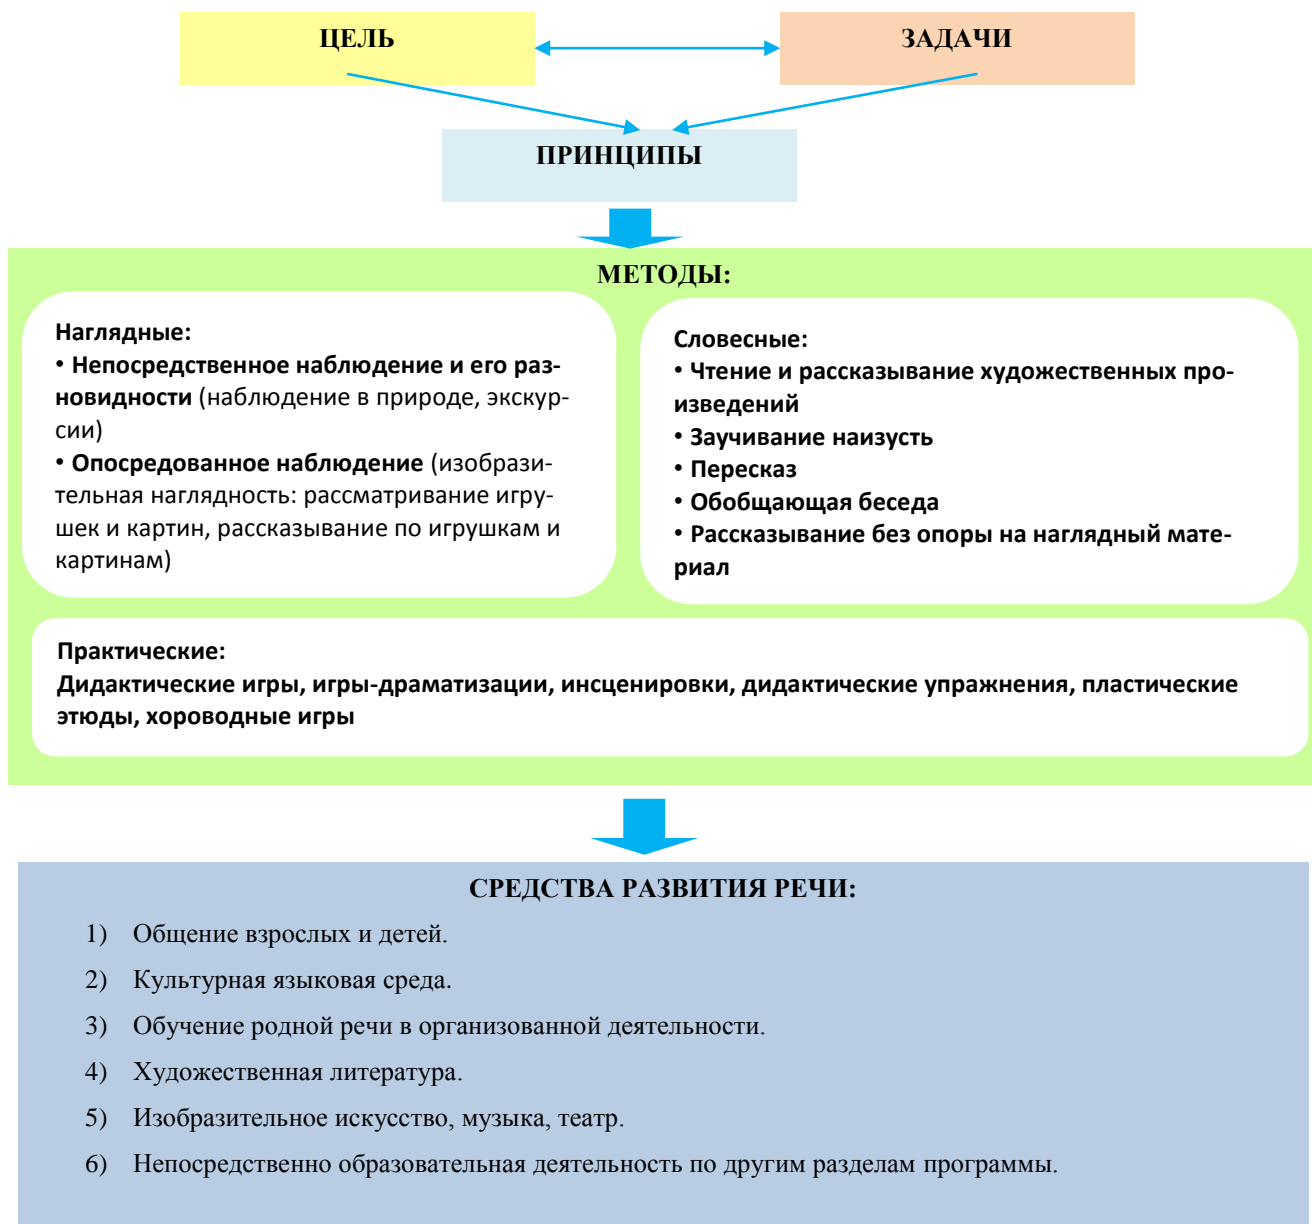 ЦЕЛЬ
ЗАДАЧИ
ПРИНЦИПЫ
МЕТОДЫ:
Наглядные:
• Непосредственное наблюдение и его раз-
новидности (наблюдение в природе, экскур-
сии)
• Опосредованное наблюдение (изобрази-
тельная наглядность: рассматривание игру-
шек и картин, рассказывание по игрушкам и
картинам)
Словесные:
• Чтение и рассказывание художественных про-
изведений
• Заучивание наизусть
• Пересказ
• Обобщающая беседа
• Рассказывание без опоры на наглядный мате-
риал
Практические:
Дидактические игры, игры-драматизации, инсценировки, дидактические упражнения, пластические
этюды, хороводные игры
СРЕДСТВА РАЗВИТИЯ РЕЧИ:
1) Общение взрослых и детей.
2) Культурная языковая среда.
3) Обучение родной речи в организованной деятельности.
4) Художественная литература.
5) Изобразительное искусство, музыка, театр.
6) Непосредственно образовательная деятельность по другим разделам программы.